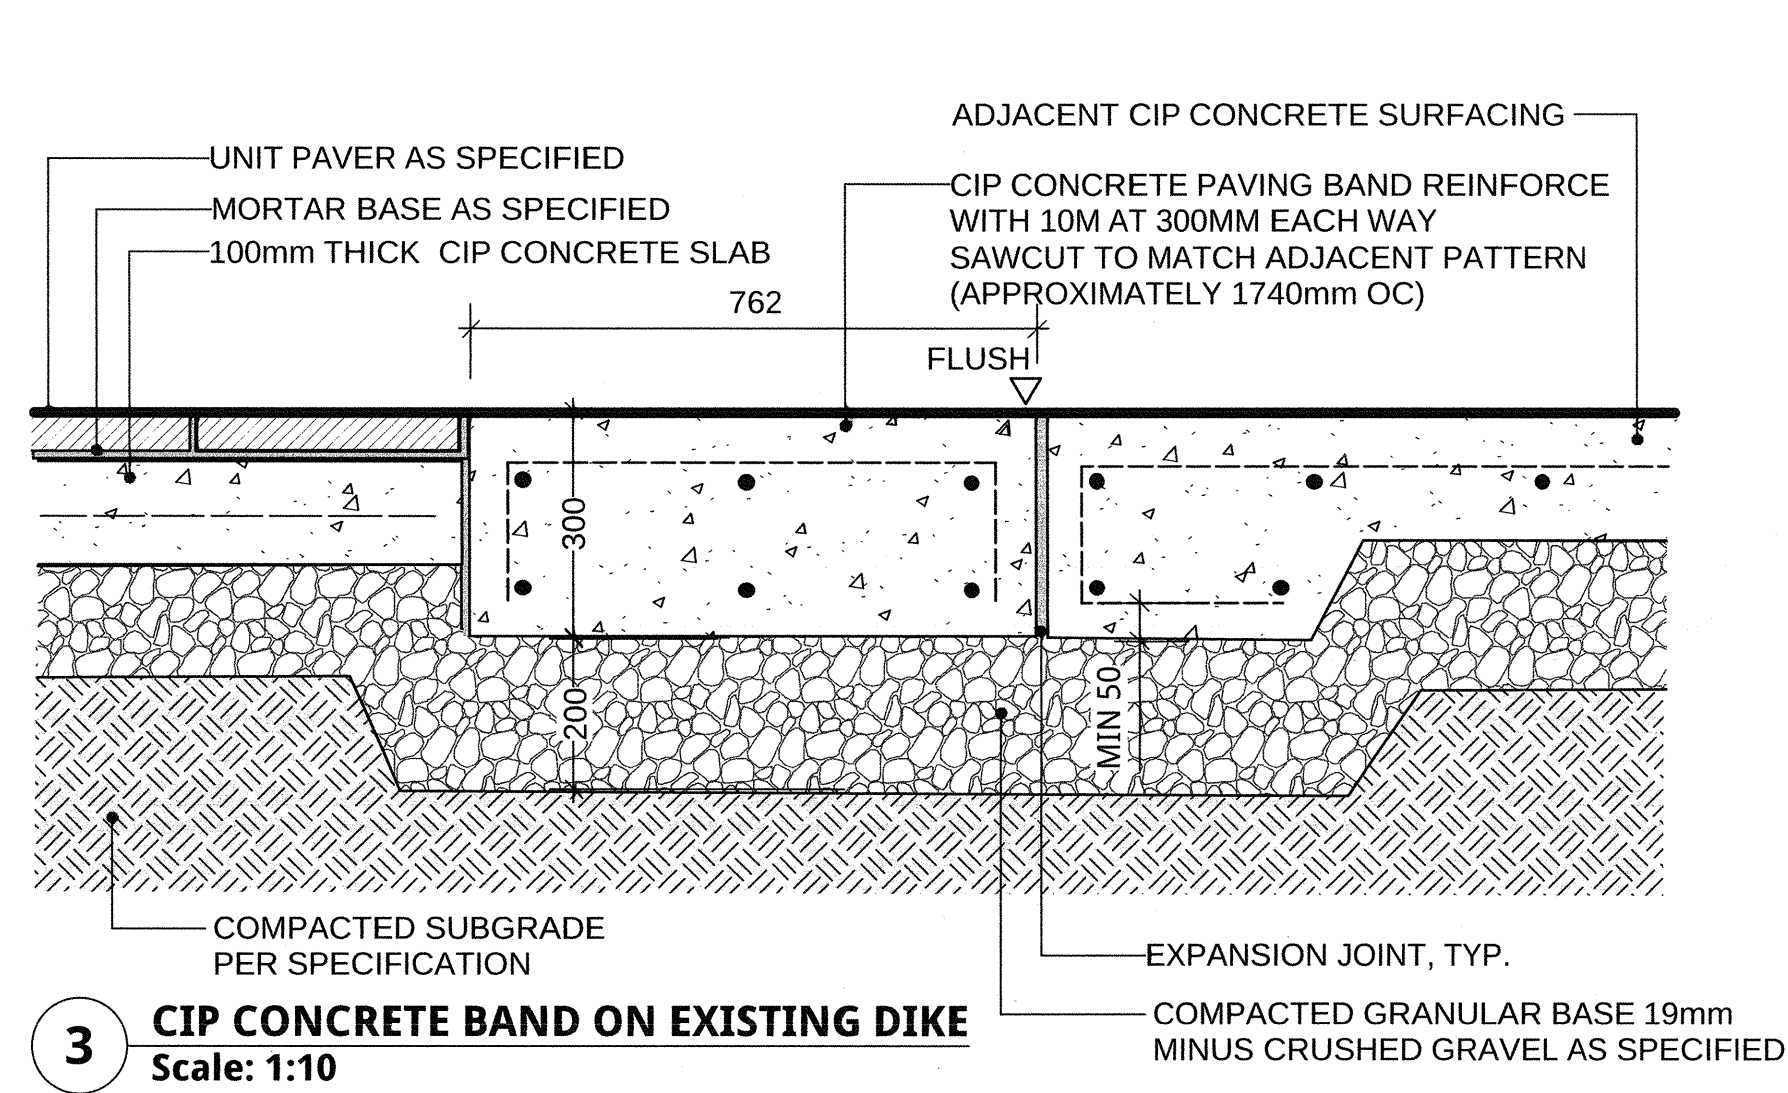 ADJACENT CIP CONCRETE SURFACING
UNIT PAVER AS SPECIFIED
MORTAR BASE AS SPECIFIED
100mm THICK CIP CONCRETE SLAB
CIP CONCRETE PAVING BAND REINFORCE
WITH 10M AT 300MM EACH WAY
SAWCUT TO MATCH ADJACENT PATTERN
(APPROXIMATELY 1740mm OC)
762
FLUSH
300
200
MIN 50
COMPACTED SUBGRADE
PER SPECIFICATION
EXPANSION JOINT, TYP.
COMPACTED GRANULAR BASE 19mm
MINUS CRUSHED GRAVEL AS SPECIFIED
3
CIP CONCRETE BAND ON EXISTING DIKE
Scale: 1:10